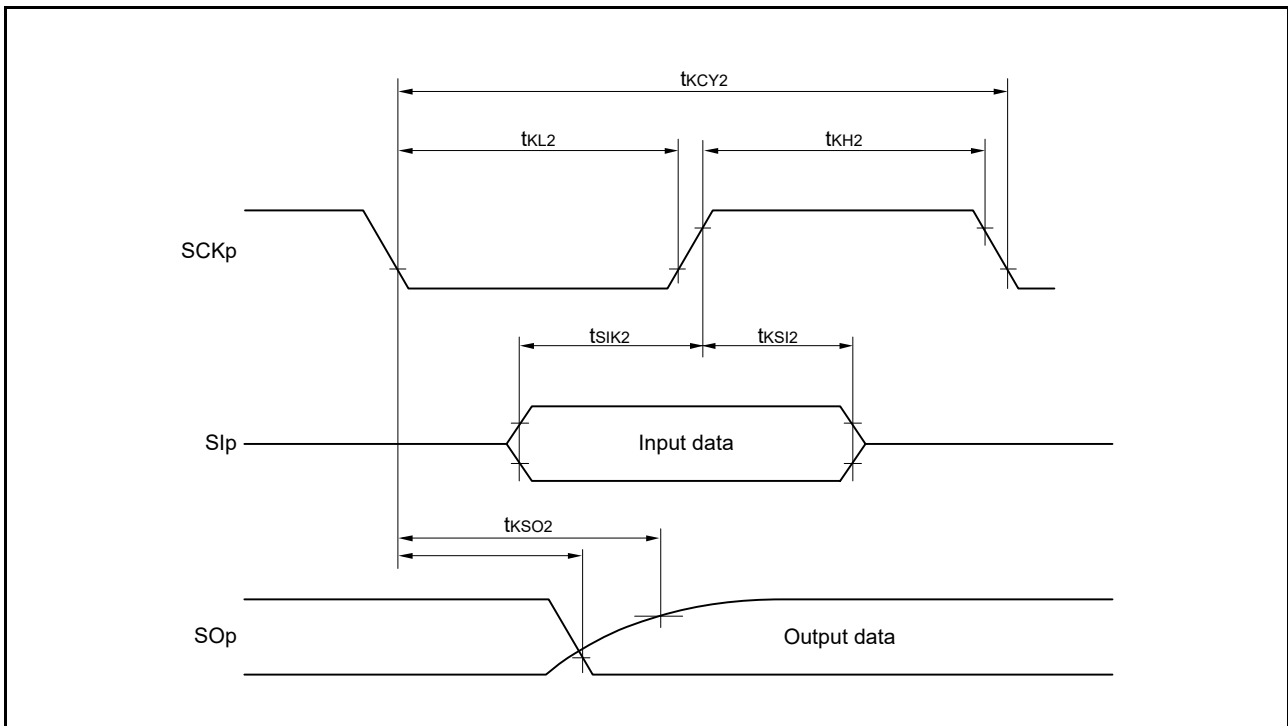 tKCY2
tKL2
tKH2
SCKp
tSIK2
tKSI2
SIp
Input data
tKSO2
SOp
Output data